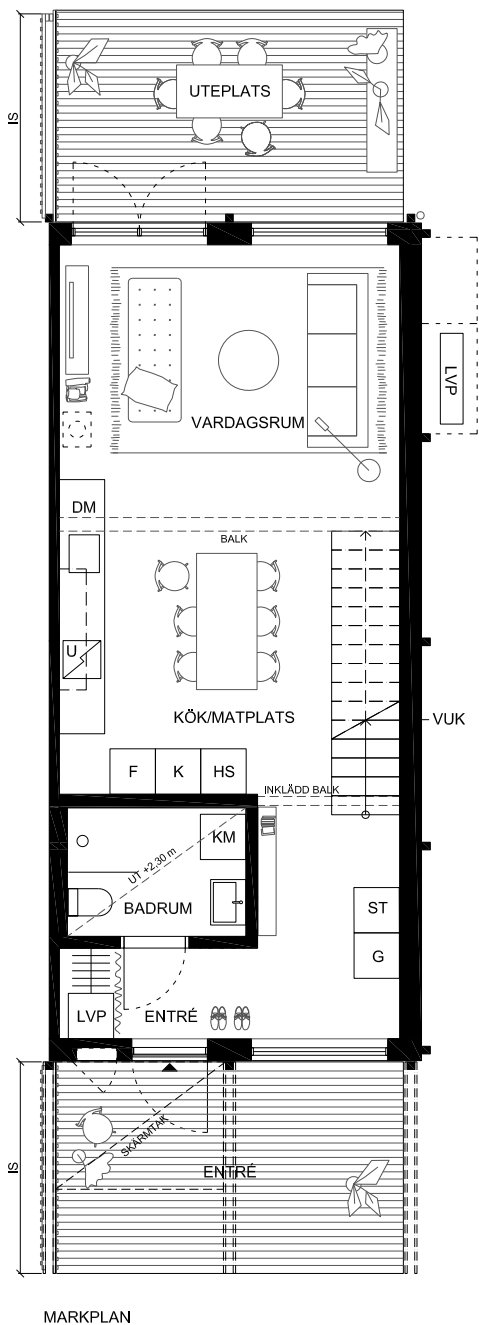 IS
UTEPLATS
LVP
VARDAGSRUM
DM
BALK
U
KÖK/MATPLATS
VUK
F K HS
INKLÄDD BALK
KM
UT +2,30 m
BADRUM
ST
G
LVP
ENTRÉ
SKÄRMTAK
ENTRÉ
IS
MARKPLAN